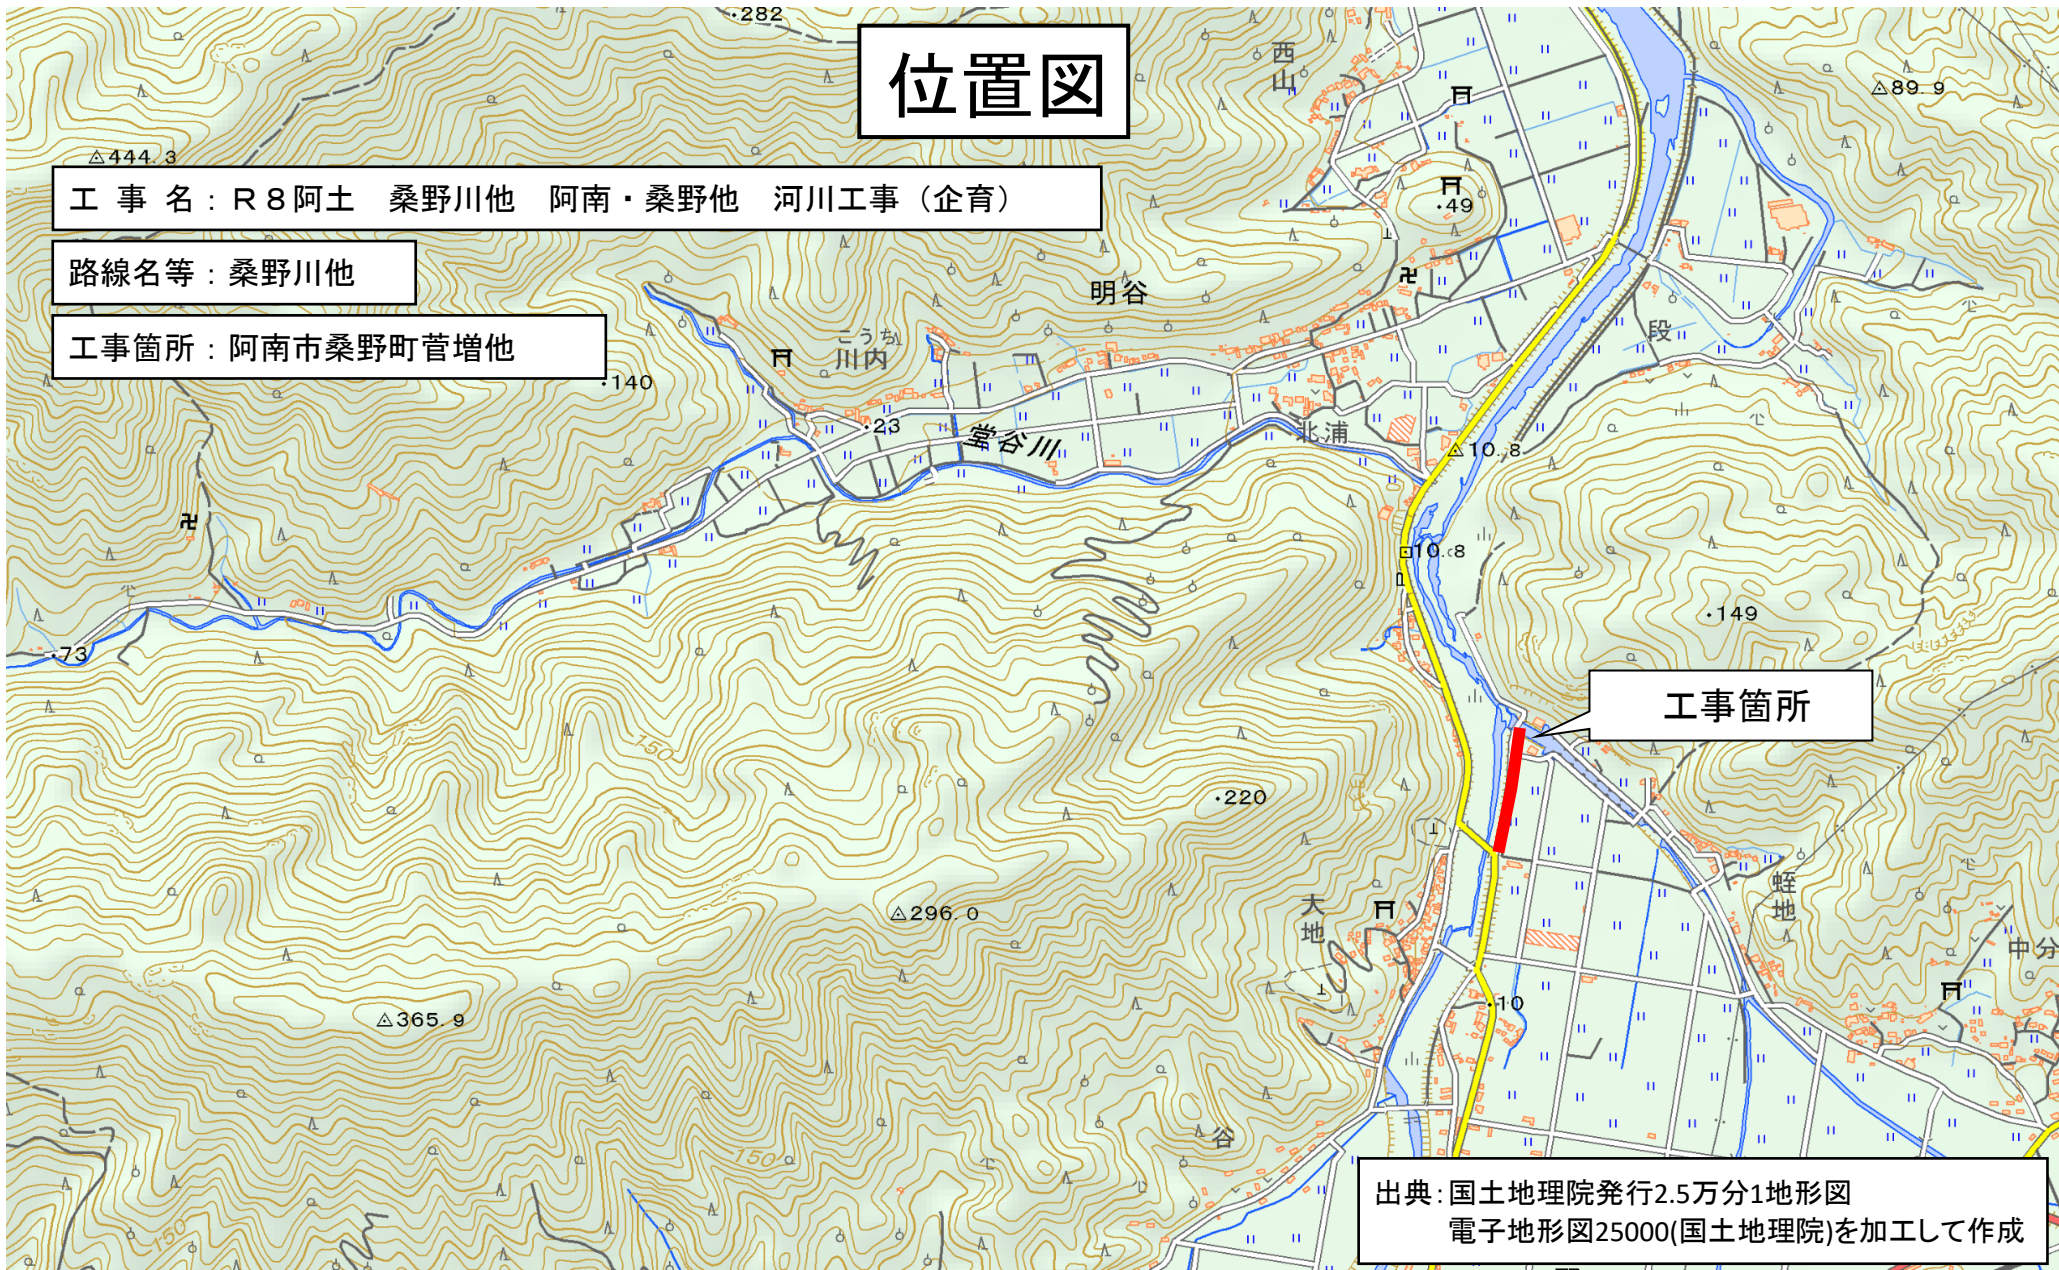 位置図
工 事 名：Ｒ８阿土　桑野川他　阿南・桑野他　河川工事（企育）
路線名等：桑野川他
工事箇所：阿南市桑野町菅増他
282
444.3
西山
89.9
49
明谷
こうち
川内
段
140
23
堂谷川
北浦
10.8
10.8
P
149
73
工事箇所
150
220
蛭地
大地
296.0
中分
10
365.9
谷
150
150
出典：国土地理院発行2.5万分1地形図
電子地形図25000(国土地理院)を加工して作成